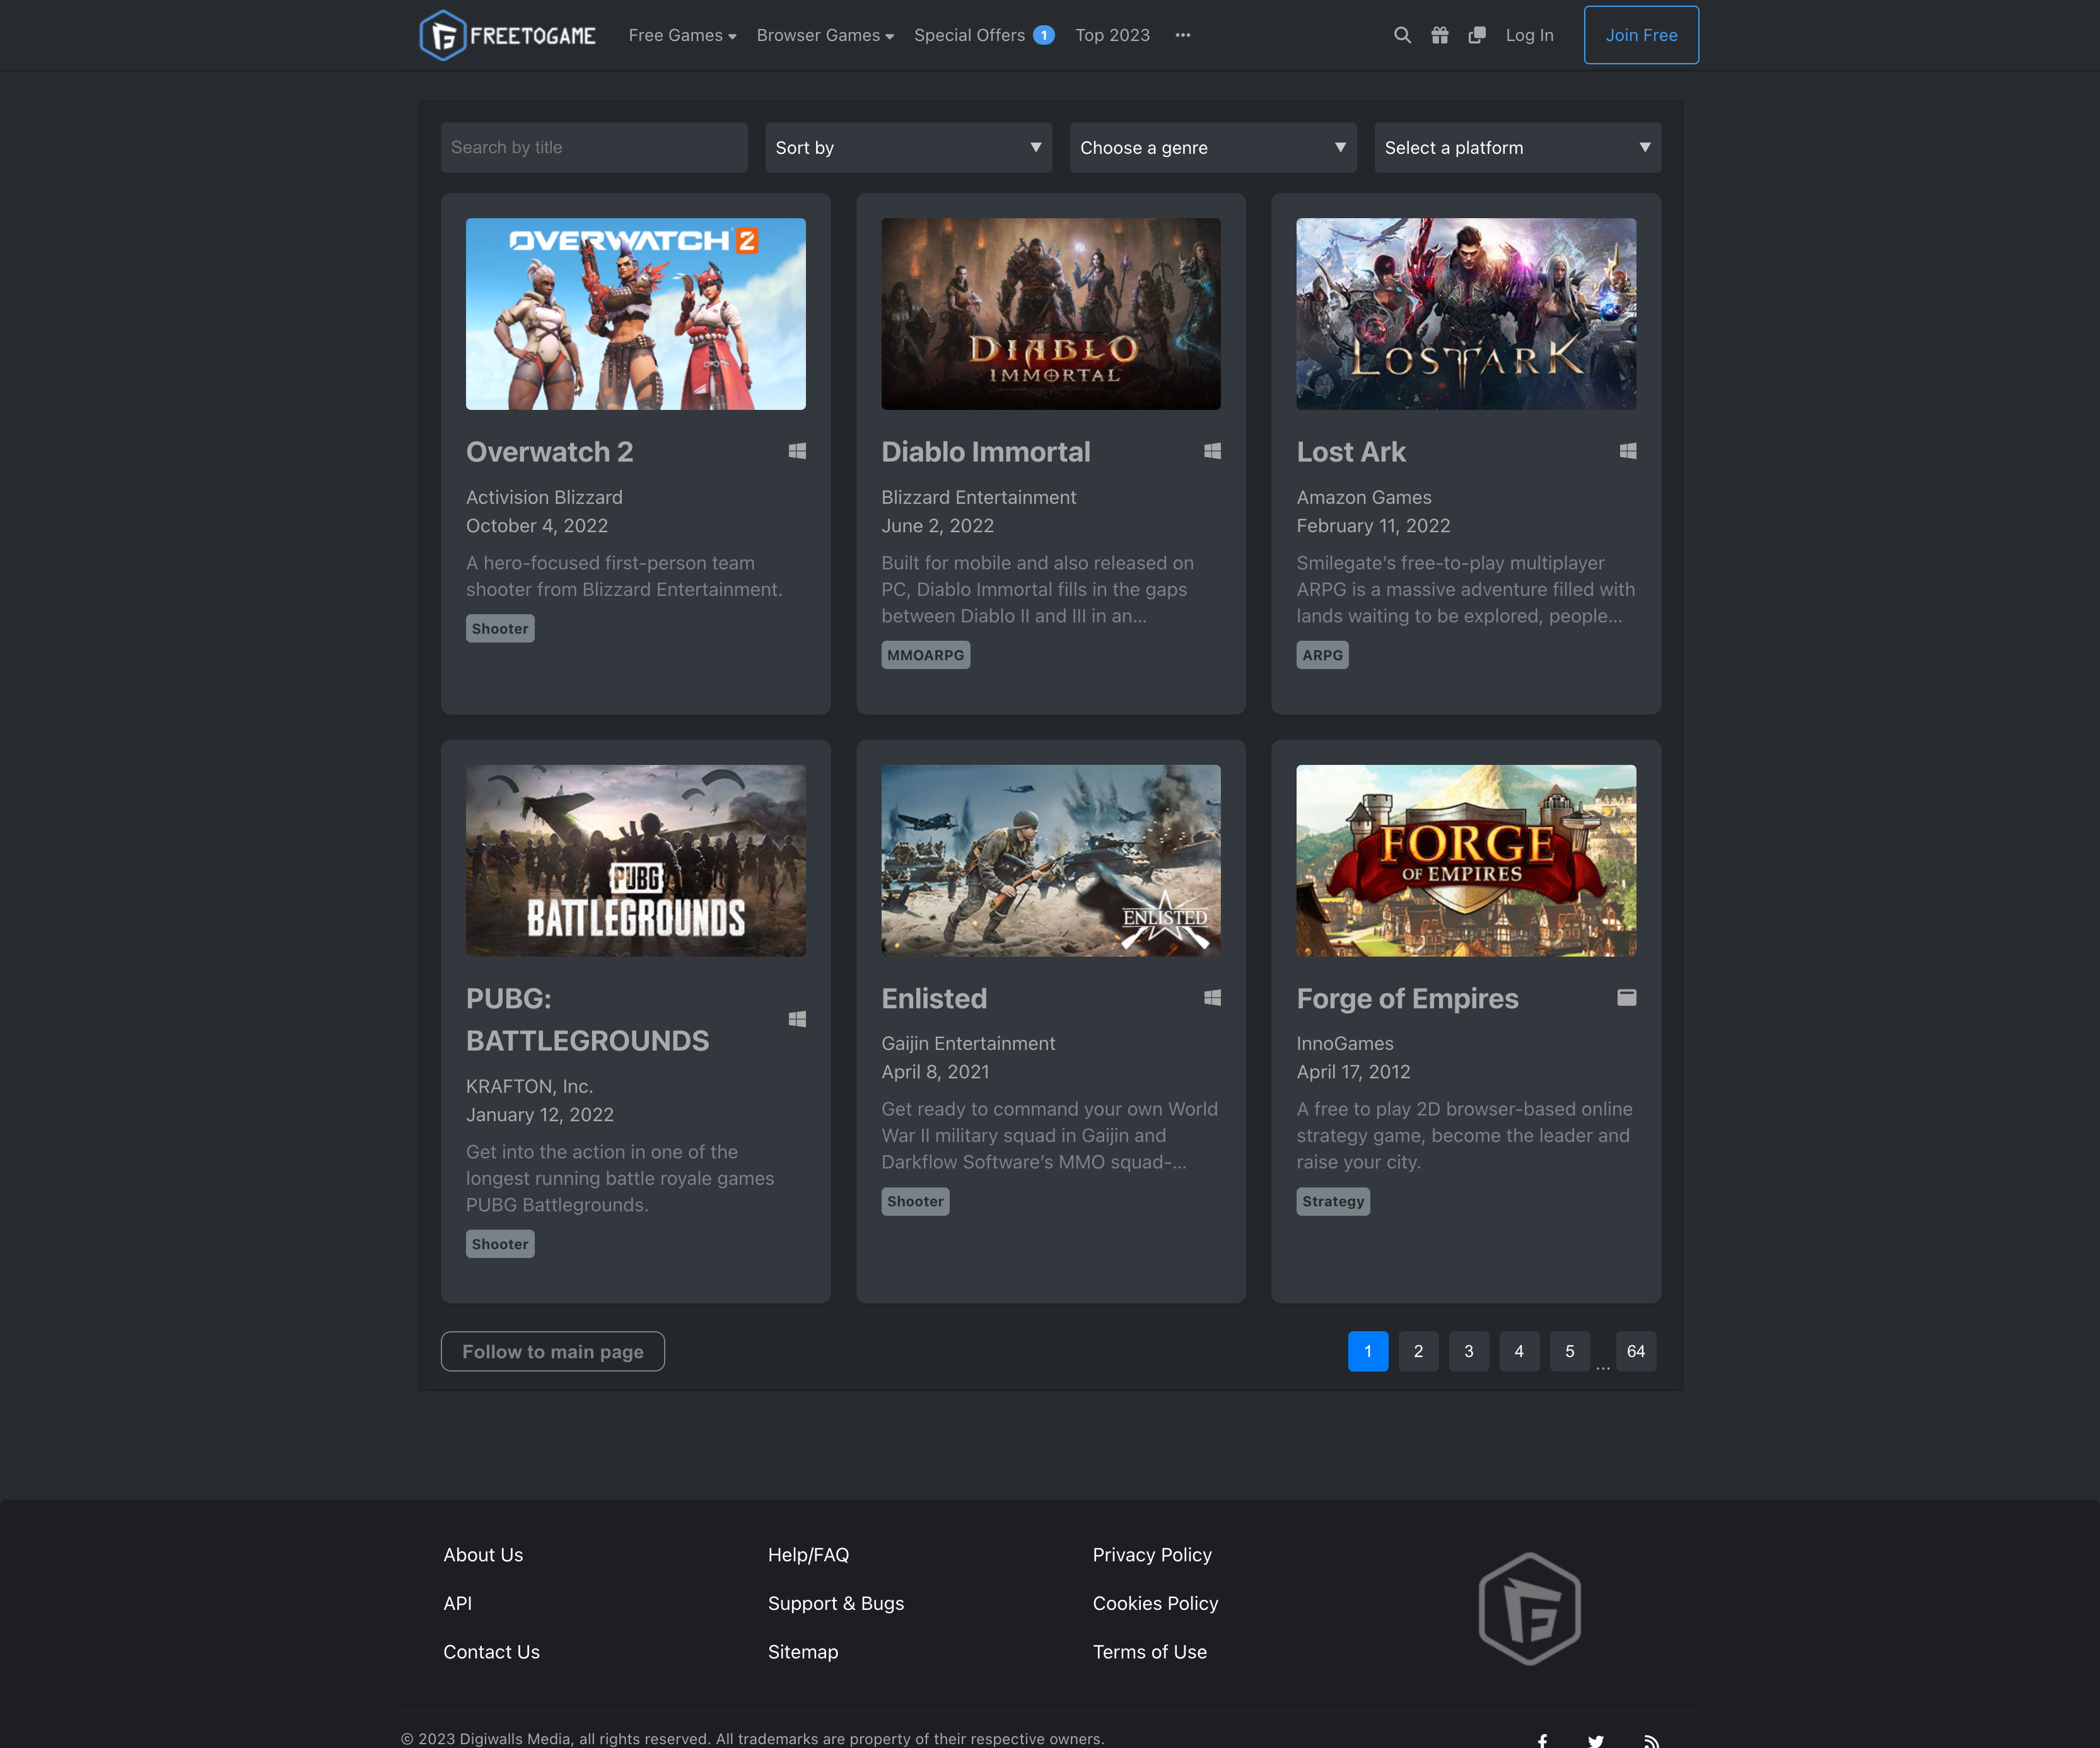 FREETOGAME
Free Games
Browser Games
Special Offers 1
Top 2023
Log In
Join Free
Search by title
Sort by
Choose a genre
Select a platform
OVERWATCH 2
DIABLO
IMMORTAL
LOST ARK
Overwatch 2
Activision Blizzard
October 4, 2022
A hero-focused first-person team
shooter from Blizzard Entertainment.
Shooter
Diablo Immortal
Blizzard Entertainment
June 2, 2022
Built for mobile and also released on
PC, Diablo Immortal fills in the gaps
between Diablo II and III in an...
MMOARPG
Lost Ark
Amazon Games
February 11, 2022
Smilegate’s free-to-play multiplayer
ARPG is a massive adventure filled with
lands waiting to be explored, people...
ARPG
PUBG
BATTLEGROUNDS
ENLISTED
FORGE
OF EMPIRES
PUBG:
BATTLEGROUNDS
KRAFTON, Inc.
January 12, 2022
Get into the action in one of the
longest running battle royale games
PUBG Battlegrounds.
Shooter
Enlisted
Gaijin Entertainment
April 8, 2021
Get ready to command your own World
War II military squad in Gaijin and
Darkflow Software’s MMO squad-...
Shooter
Forge of Empires
InnoGames
April 17, 2012
A free to play 2D browser-based online
strategy game, become the leader and
raise your city.
Strategy
Follow to main page
1 2 3 4 5 ... 64
About Us
API
Contact Us
Help/FAQ
Support & Bugs
Sitemap
Privacy Policy
Cookies Policy
Terms of Use
© 2023 Digiwalls Media, all rights reserved. All trademarks are property of their respective owners.